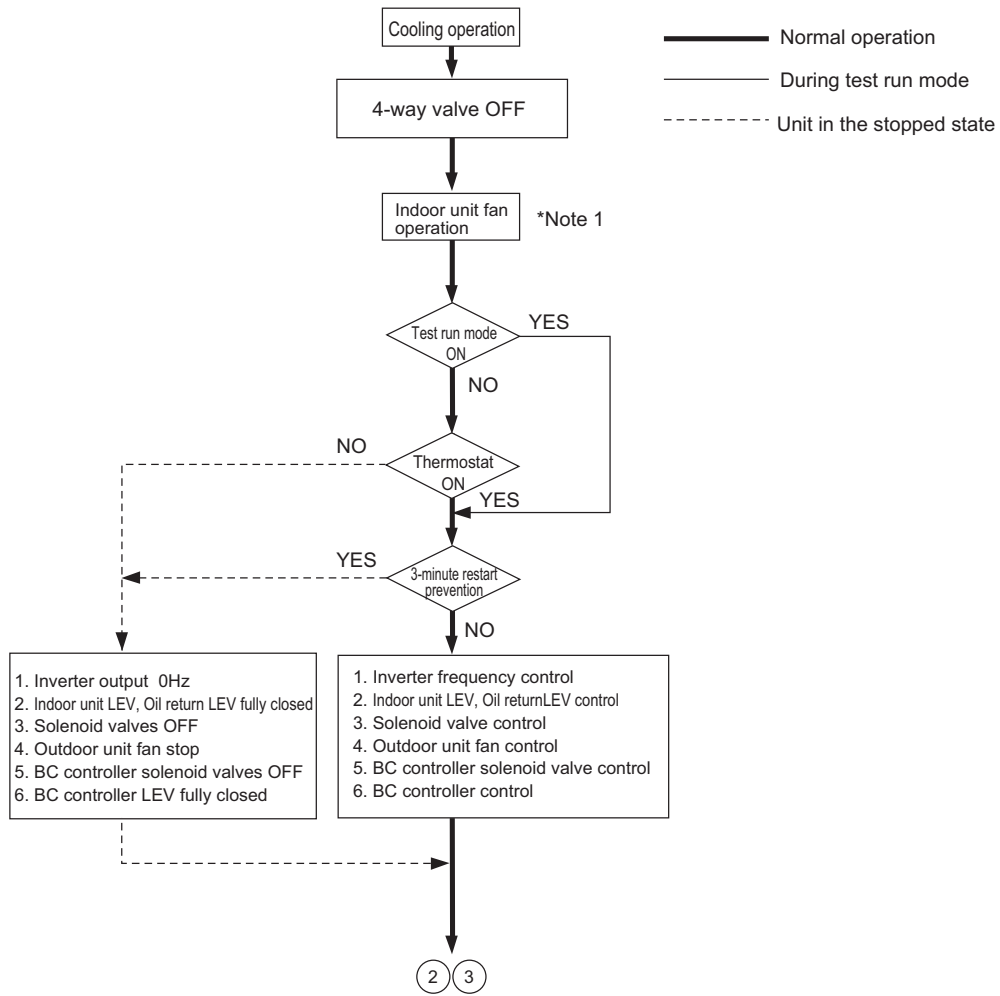 Cooling operation
Normal operation
During test run mode
Unit in the stopped state
4-way valve OFF
Indoor unit fan
operation
*Note 1
Test run mode
ON
YES
NO
Thermostat
ON
NO
YES
3-minute restart
prevention
YES
NO
1. Inverter output 0Hz
2. Indoor unit LEV, Oil return LEV fully closed
3. Solenoid valves OFF
4. Outdoor unit fan stop
5. BC controller solenoid valves OFF
6. BC controller LEV fully closed
1. Inverter frequency control
2. Indoor unit LEV, Oil returnLEV control
3. Solenoid valve control
4. Outdoor unit fan control
5. BC controller solenoid valve control
6. BC controller control
2 3